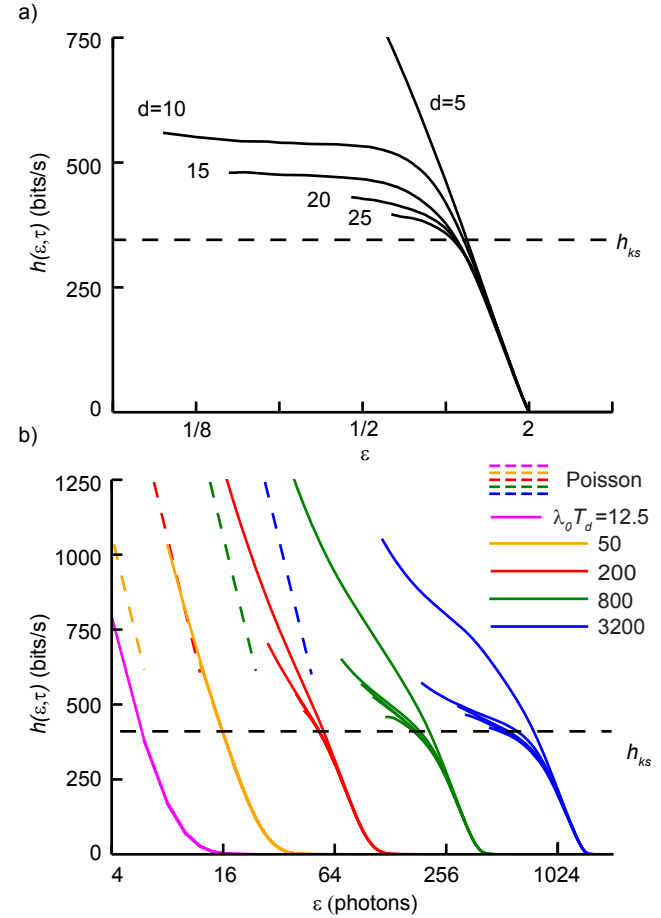 a)
750
500
250
0
h(ε,τ) (bits/s)
d=10
d=5
15
20
25
h_ks
1/8 1/2 2
ε
b)
1250
1000
750
500
250
0
h(ε,τ) (bits/s)
Poisson
λ₀T_d=12.5
50
200
800
3200
h_ks
4 16 64 256 1024
ε (photons)